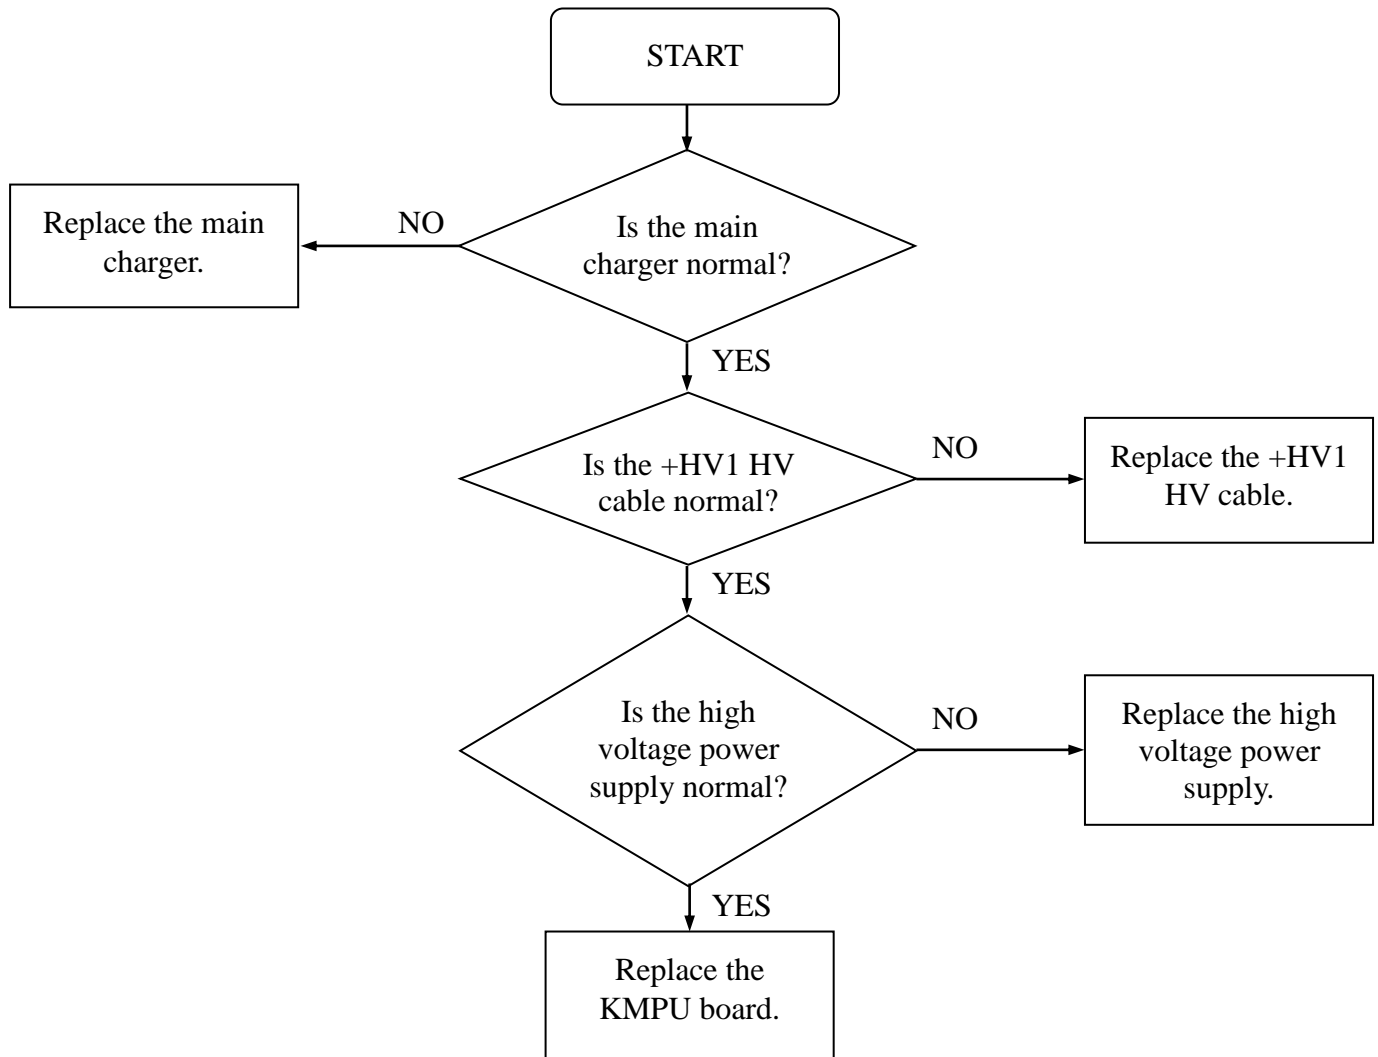 START
Replace the main
charger.
NO
Is the main
charger normal?
YES
Is the +HV1 HV
cable normal?
NO
Replace the +HV1
HV cable.
YES
Is the high
voltage power
supply normal?
NO
Replace the high
voltage power
supply.
YES
Replace the
KMPU board.